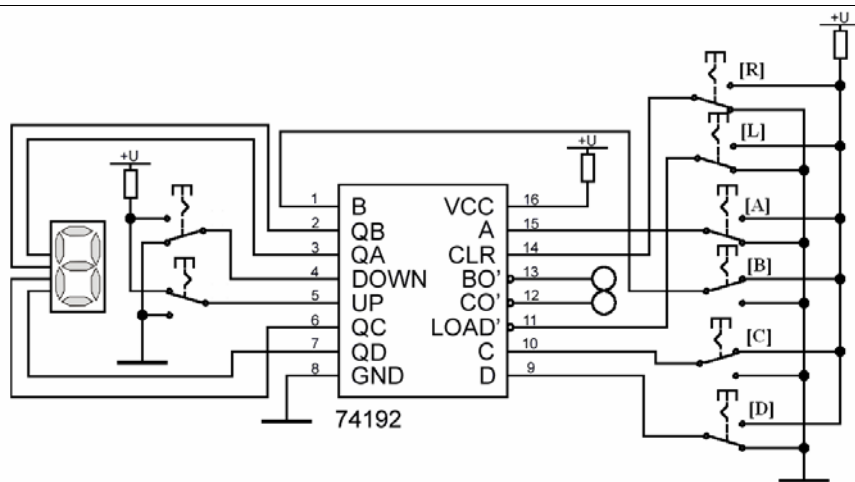 +U
[R]
[L]
+U
+U
1 B VCC 16
[A]
2 QB A 15
3 QA CLR 14
[B]
4 DOWN BO' 13
5 UP CO' 12
6 QC LOAD' 11
[C]
7 QD C 10
8 GND D 9
[D]
74192